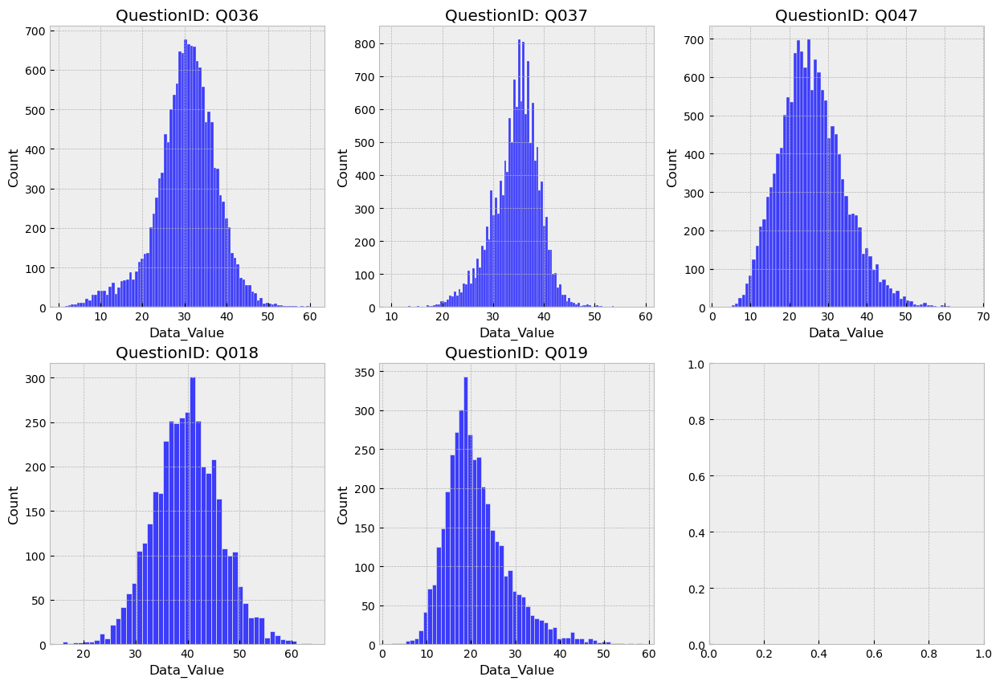 QuestionID: Q036
700
600
500
400
300
200
100
0
Count
0 10 20 30 40 50 60
Data_Value
QuestionID: Q037
800
700
600
500
400
300
200
100
0
Count
10 20 30 40 50 60
Data_Value
QuestionID: Q047
700
600
500
400
300
200
100
0
Count
0 10 20 30 40 50 60 70
Data_Value
QuestionID: Q018
300
250
200
150
100
50
0
Count
20 30 40 50 60
Data_Value
QuestionID: Q019
350
300
250
200
150
100
50
0
Count
0 10 20 30 40 50 60
Data_Value
1.0
0.8
0.6
0.4
0.2
0.0
0.0 0.2 0.4 0.6 0.8 1.0